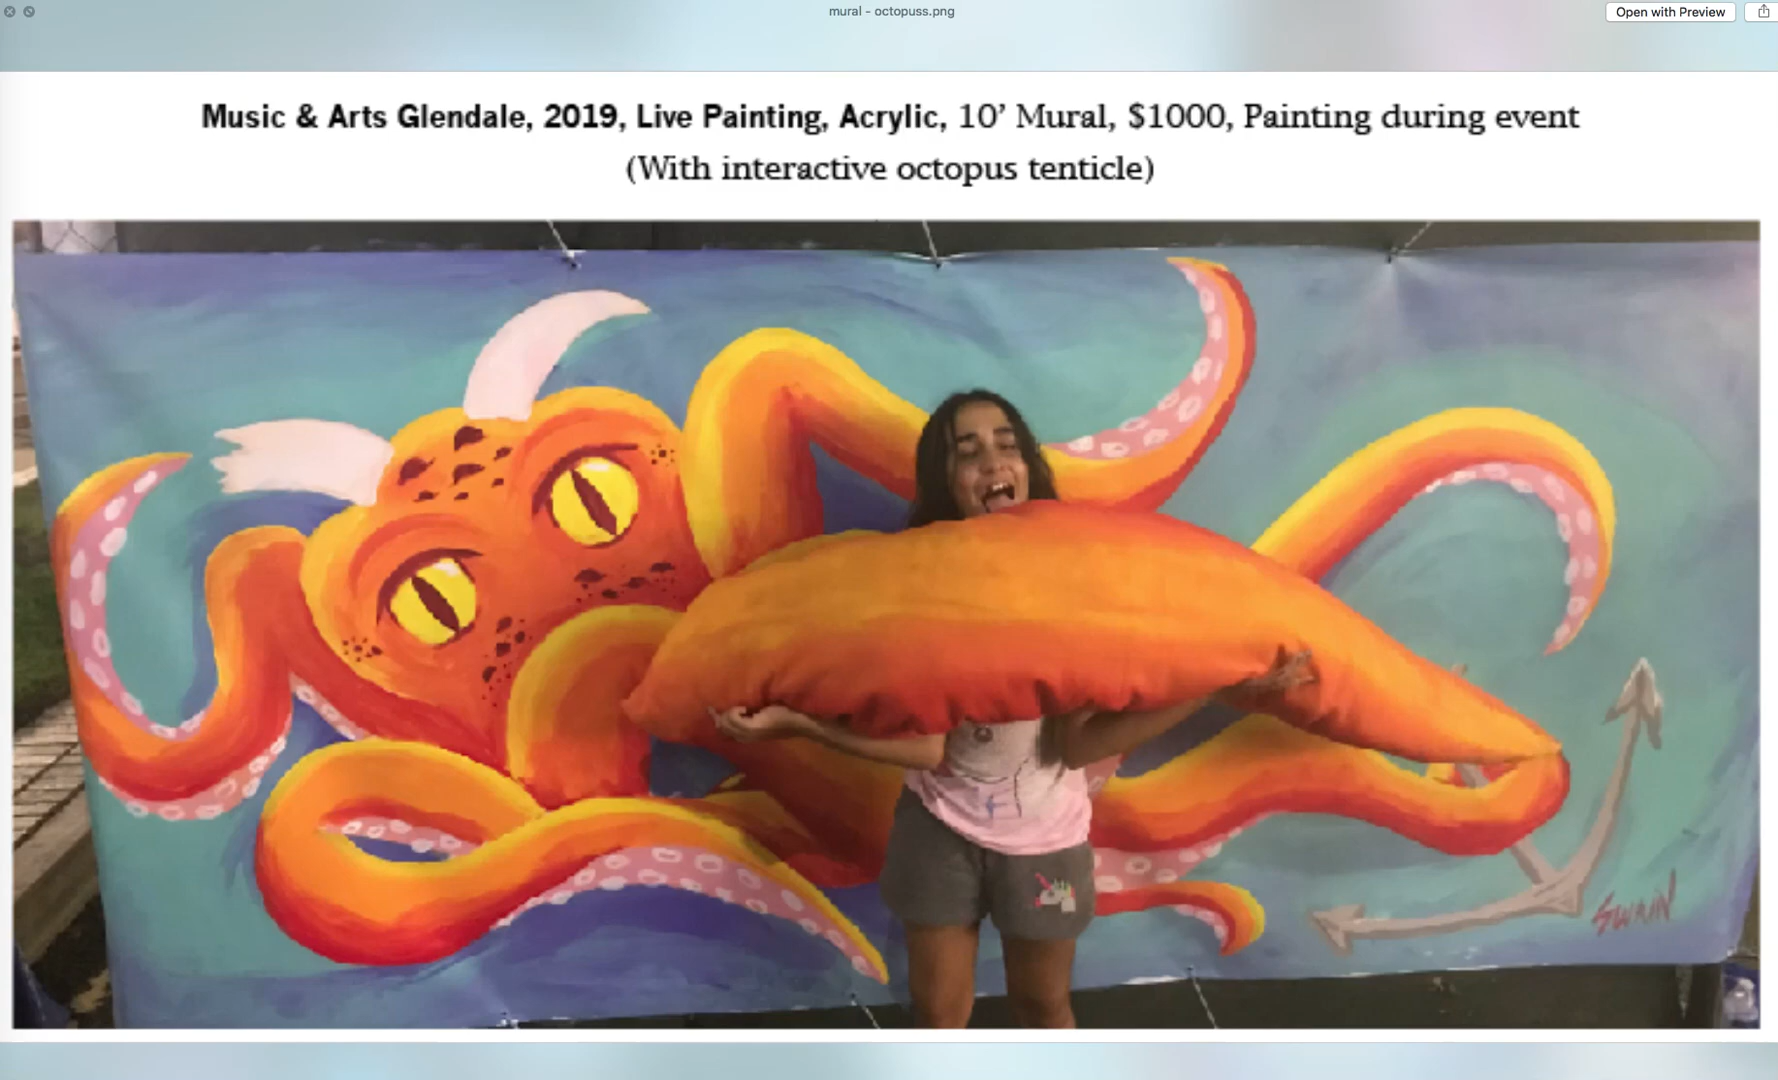 mural - octopuss.png
Open with Preview
Music & Arts Glendale, 2019, Live Painting, Acrylic, 10’ Mural, $1000, Painting during event
(With interactive octopus tenticle)
SWAIN